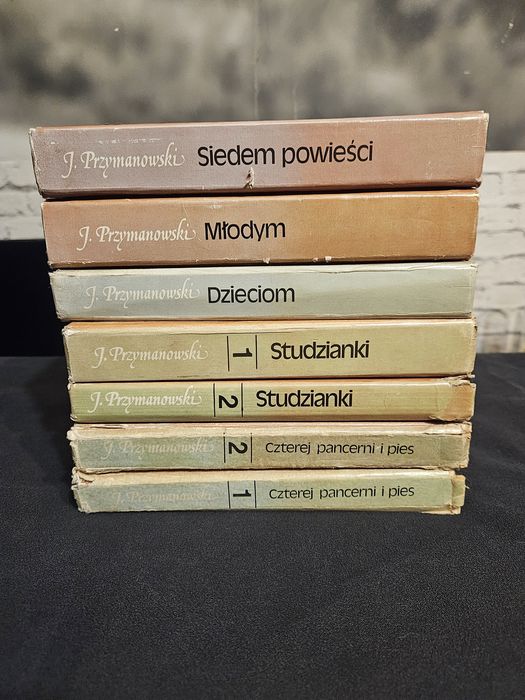 J. Przymanowski Siedem powieści
J. Przymanowski Młodym
J. Przymanowski Dzieciom
J. Przymanowski 1 Studzianki
J. Przymanowski 2 Studzianki
J. Przymanowski 2 Czterej pancerni i pies
J. Przymanowski 1 Czterej pancerni i pies